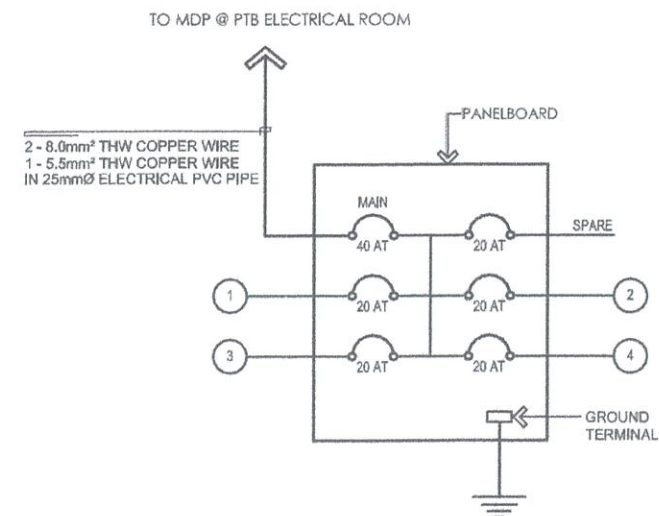 TO MDP @ PTB ELECTRICAL ROOM
2 - 8.0mm² THW COPPER WIRE
1 - 5.5mm² THW COPPER WIRE
IN 25mmØ ELECTRICAL PVC PIPE
PANELBOARD
MAIN
40 AT
20 AT
SPARE
1
20 AT
20 AT
2
3
20 AT
20 AT
4
GROUND
TERMINAL